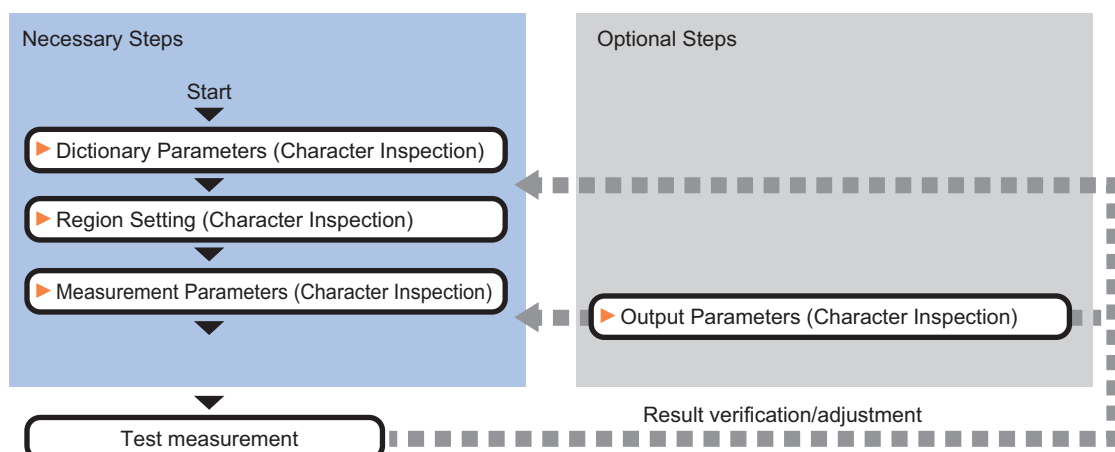 Necessary Steps
Optional Steps
Start
Dictionary Parameters (Character Inspection)
Region Setting (Character Inspection)
Measurement Parameters (Character Inspection)
Output Parameters (Character Inspection)
Result verification/adjustment
Test measurement